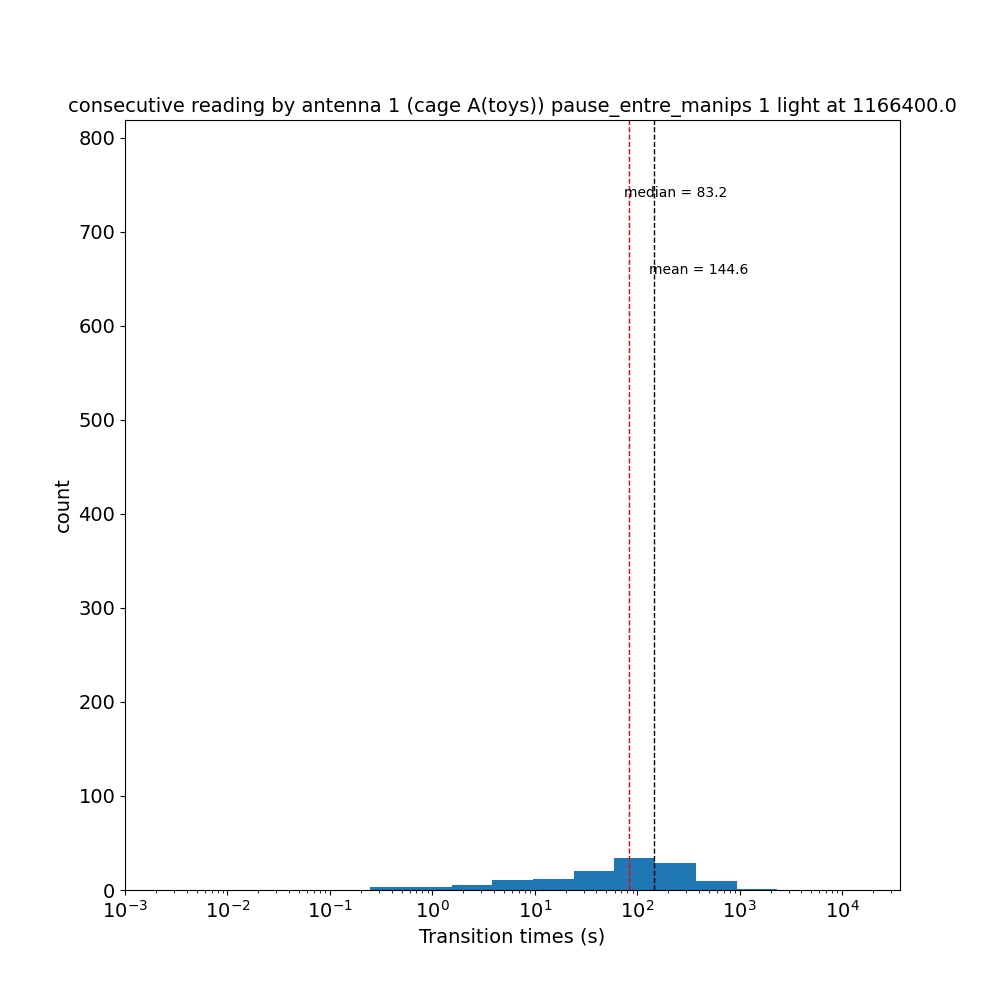 consecutive reading by antenna 1 (cage A(toys)) pause_entre_manips 1 light at 1166400.0
800
700
600
500
400
300
200
100
0
count
median = 83.2
mean = 144.6
10⁻³ 10⁻² 10⁻¹ 10⁰ 10¹ 10² 10³ 10⁴
Transition times (s)